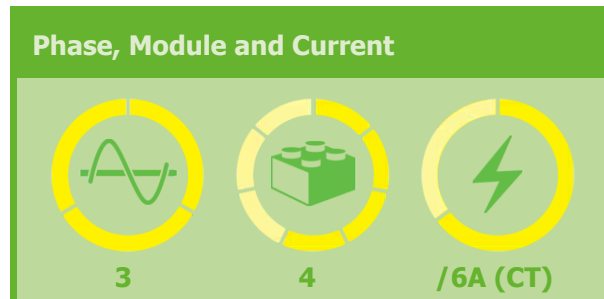 Phase, Module and Current
3 4 /6A (CT)